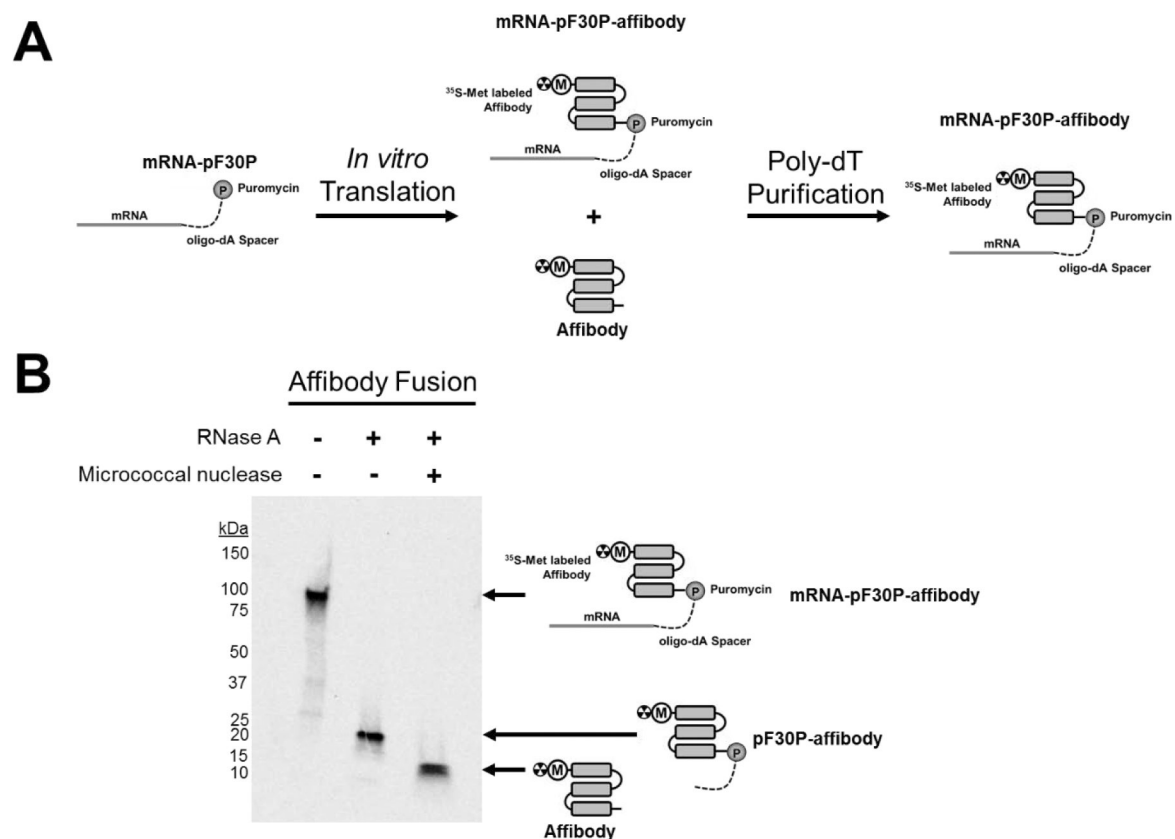 A
mRNA-pF30P
P
Puromycin
mRNA
oligo-dA Spacer
In vitro
Translation
mRNA-pF30P-affibody
35S-Met labeled
Affibody
M
P
Puromycin
mRNA
oligo-dA Spacer
+
M
Affibody
Poly-dT
Purification
mRNA-pF30P-affibody
35S-Met labeled
Affibody
M
P
Puromycin
mRNA
oligo-dA Spacer
B
Affibody Fusion
RNase A - + +
Micrococcal nuclease - - +
kDa
150
100
75
50
37
25
20
15
10
35S-Met labeled
Affibody
M
P
Puromycin
mRNA
oligo-dA Spacer
mRNA-pF30P-affibody
M
P
pF30P-affibody
M
Affibody